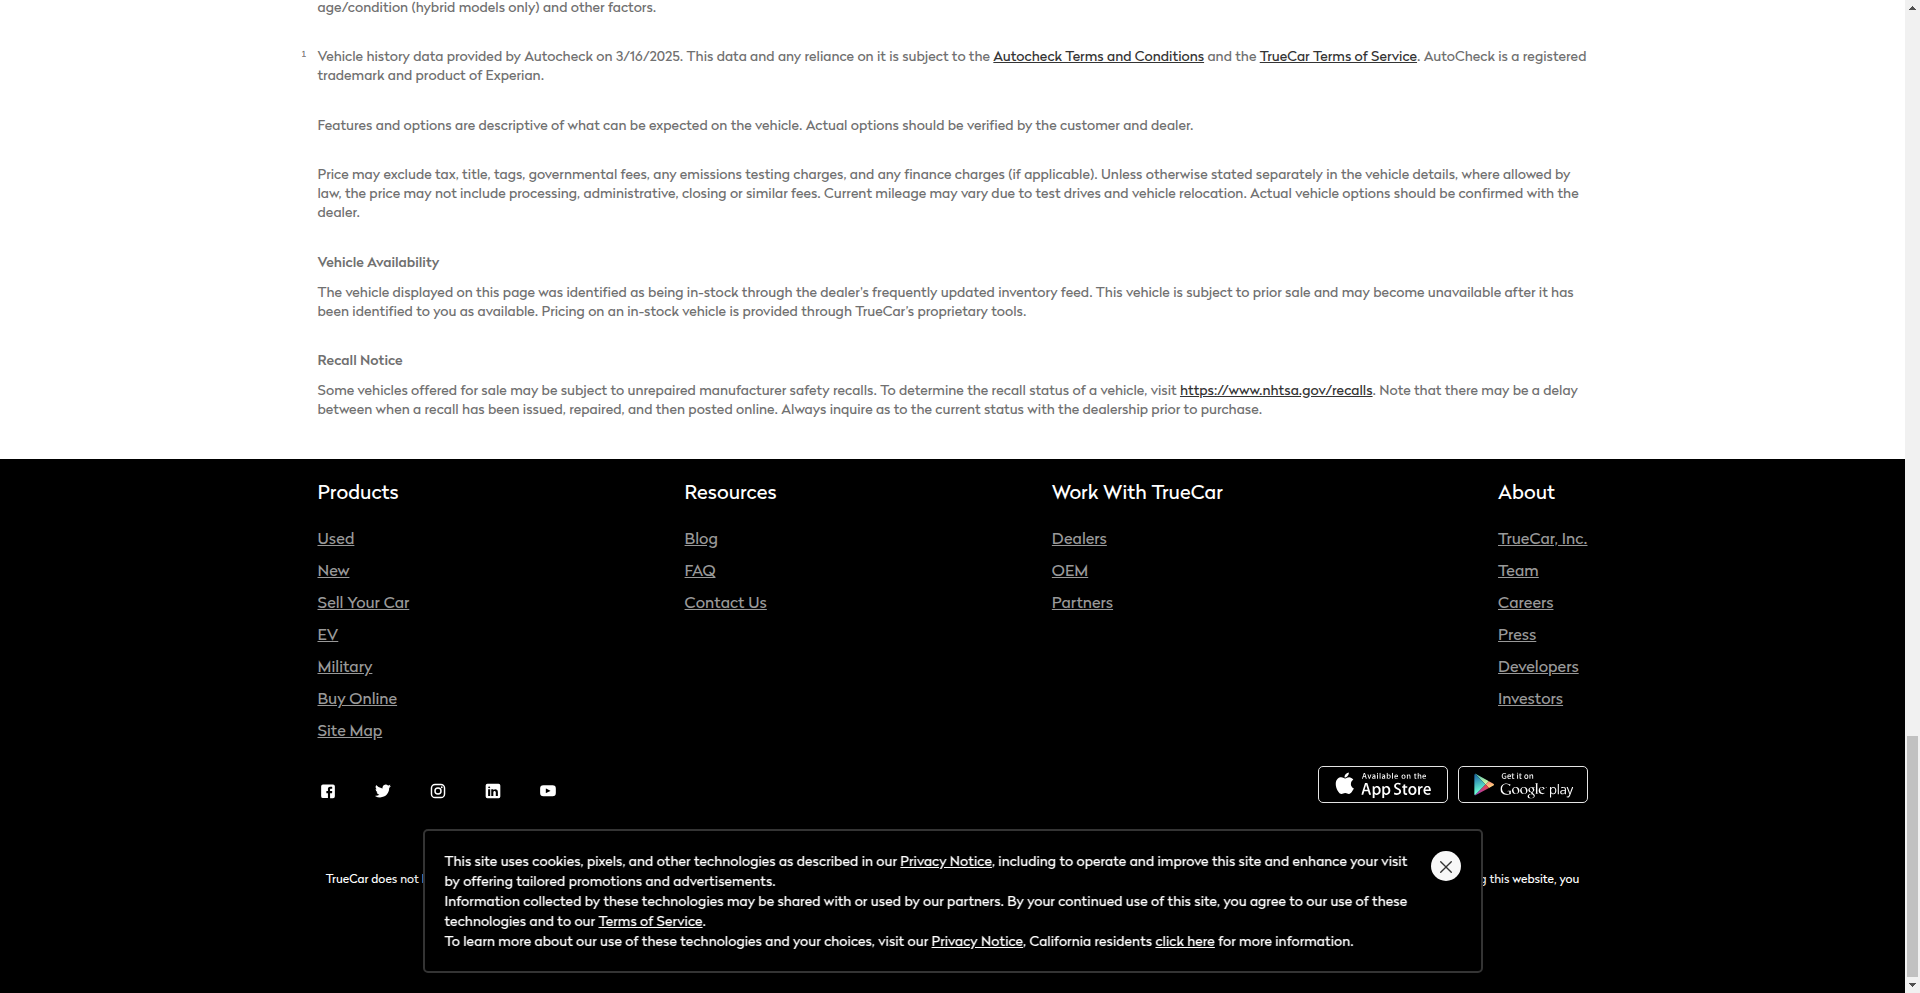 age/condition (hybrid models only) and other factors.
1 Vehicle history data provided by Autocheck on 3/16/2025. This data and any reliance on it is subject to the Autocheck Terms and Conditions and the TrueCar Terms of Service. AutoCheck is a registered
trademark and product of Experian.
Features and options are descriptive of what can be expected on the vehicle. Actual options should be verified by the customer and dealer.
Price may exclude tax, title, tags, governmental fees, any emissions testing charges, and any finance charges (if applicable). Unless otherwise stated separately in the vehicle details, where allowed by
law, the price may not include processing, administrative, closing or similar fees. Current mileage may vary due to test drives and vehicle relocation. Actual vehicle options should be confirmed with the
dealer.
Vehicle Availability
The vehicle displayed on this page was identified as being in-stock through the dealer's frequently updated inventory feed. This vehicle is subject to prior sale and may become unavailable after it has
been identified to you as available. Pricing on an in-stock vehicle is provided through TrueCar's proprietary tools.
Recall Notice
Some vehicles offered for sale may be subject to unrepaired manufacturer safety recalls. To determine the recall status of a vehicle, visit https://www.nhtsa.gov/recalls. Note that there may be a delay
between when a recall has been issued, repaired, and then posted online. Always inquire as to the current status with the dealership prior to purchase.
Products
Used
New
Sell Your Car
EV
Military
Buy Online
Site Map
Resources
Blog
FAQ
Contact Us
Work With TrueCar
Dealers
OEM
Partners
About
TrueCar, Inc.
Team
Careers
Press
Developers
Investors
Available on the
App Store
Get it on
Google play
TrueCar does not
this website, you
This site uses cookies, pixels, and other technologies as described in our Privacy Notice, including to operate and improve this site and enhance your visit
by offering tailored promotions and advertisements.
Information collected by these technologies may be shared with or used by our partners. By your continued use of this site, you agree to our use of these
technologies and to our Terms of Service.
To learn more about our use of these technologies and your choices, visit our Privacy Notice, California residents click here for more information.